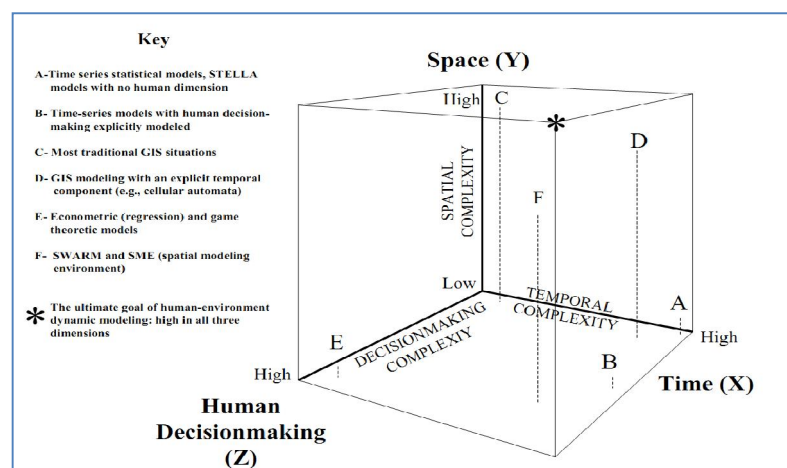 Key
A-Time series statistical models, STELLA
models with no human dimension
B- Time-series models with human decision-
making explicitly modeled
C- Most traditional GIS situations
D- GIS modeling with an explicit temporal
component (e.g., cellular automata)
E- Econometric (regression) and game
theoretic models
F- SWARM and SME (spatial modeling
environment)
* The ultimate goal of human-environment
dynamic modeling: high in all three
dimensions
Space (Y)
High
C
*
D
SPATIAL
COMPLEXITY
F
Low
TEMPORAL
COMPLEXITY
A
High
E
DECISIONMAKING
COMPLEXIY
B
High
Time (X)
Human
Decisionmaking
(Z)